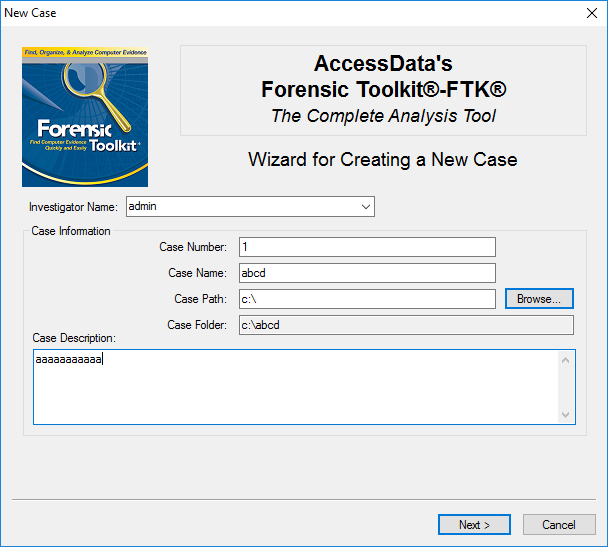 New Case
Find, Organize, & Analyze Computer Evidence
Forensic
Toolkit
Find Computer Evidence
Quickly and Easily
AccessData's
Forensic Toolkit®-FTK®
The Complete Analysis Tool
Wizard for Creating a New Case
Investigator Name: admin
Case Information
Case Number: 1
Case Name: abcd
Case Path: c:\ Browse...
Case Folder: c:\abcd
Case Description:
aaaaaaaaaaa
Next > Cancel